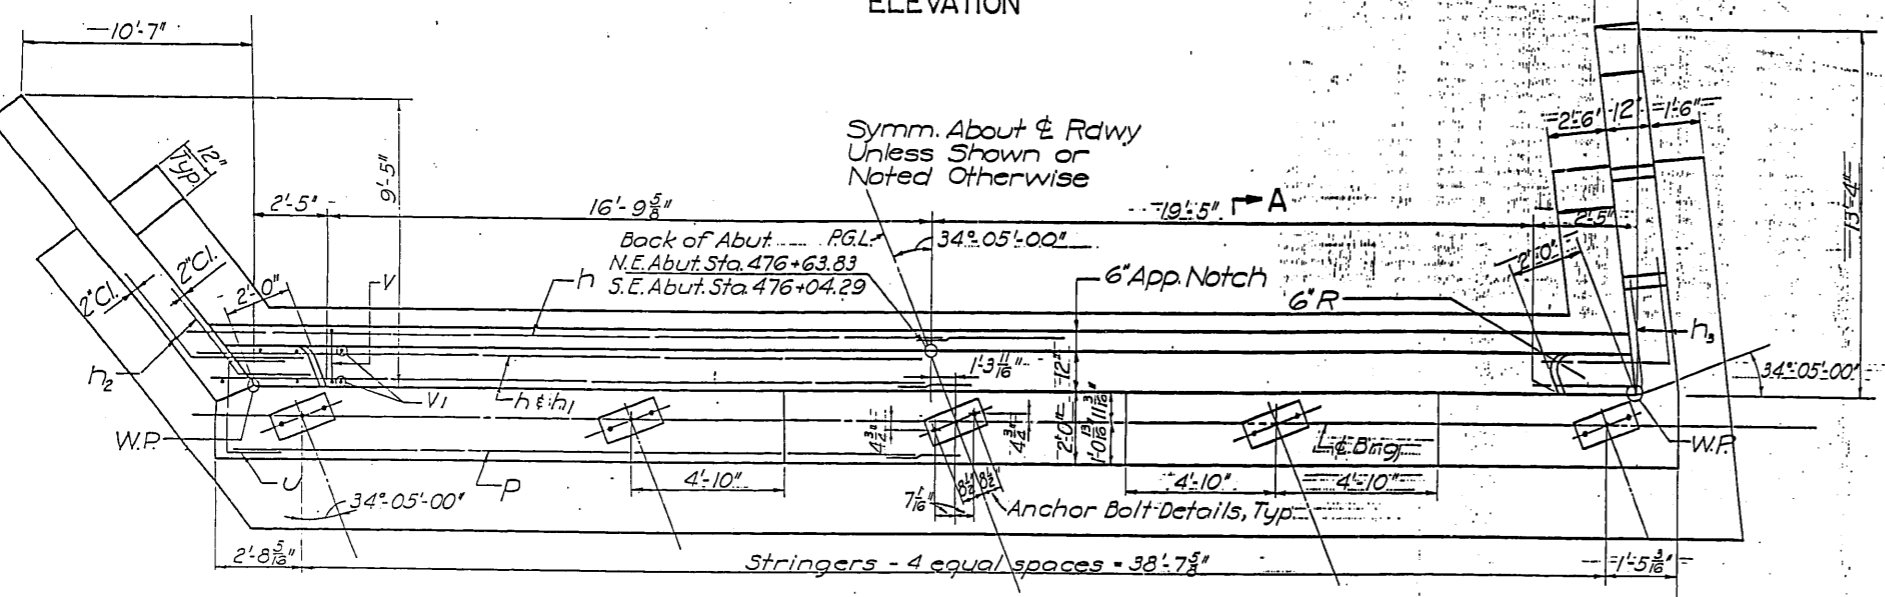 ELEVATION
10'-7"
12"
Typ.
9'-5"
2'-5"
16'-9 5/8"
Symm. About ℄ Rdwy
Unless Shown or
Noted Otherwise
19'-5"
A
2'-6"
12"
1'-6"
13'-4"
2'-5"
Back of Abut.
P.G.L.
34°-05'-00"
N.E. Abut. Sta. 476+63.83
S.E. Abut. Sta. 476+04.29
2" Cl.
2" Cl.
2'-0"
V
h
6" App. Notch
2'-0"
6" R
h2
h3
1'-3 11/16"
12"
34°-05'-00"
V1
h & h1
W.P.
4 3/4"
4 3/4"
2'-0"
1'-0 13/16"
11 3/16"
℄ Brng
W.P.
U
P
4'-10"
4'-10"
4'-10"
34°-05'-00"
7 1/16"
8 1/2"
8 1/2"
Anchor Bolt Details, Typ.
2'-8 5/16"
Stringers - 4 equal spaces = 38'-7 5/8"
1'-5 3/16"